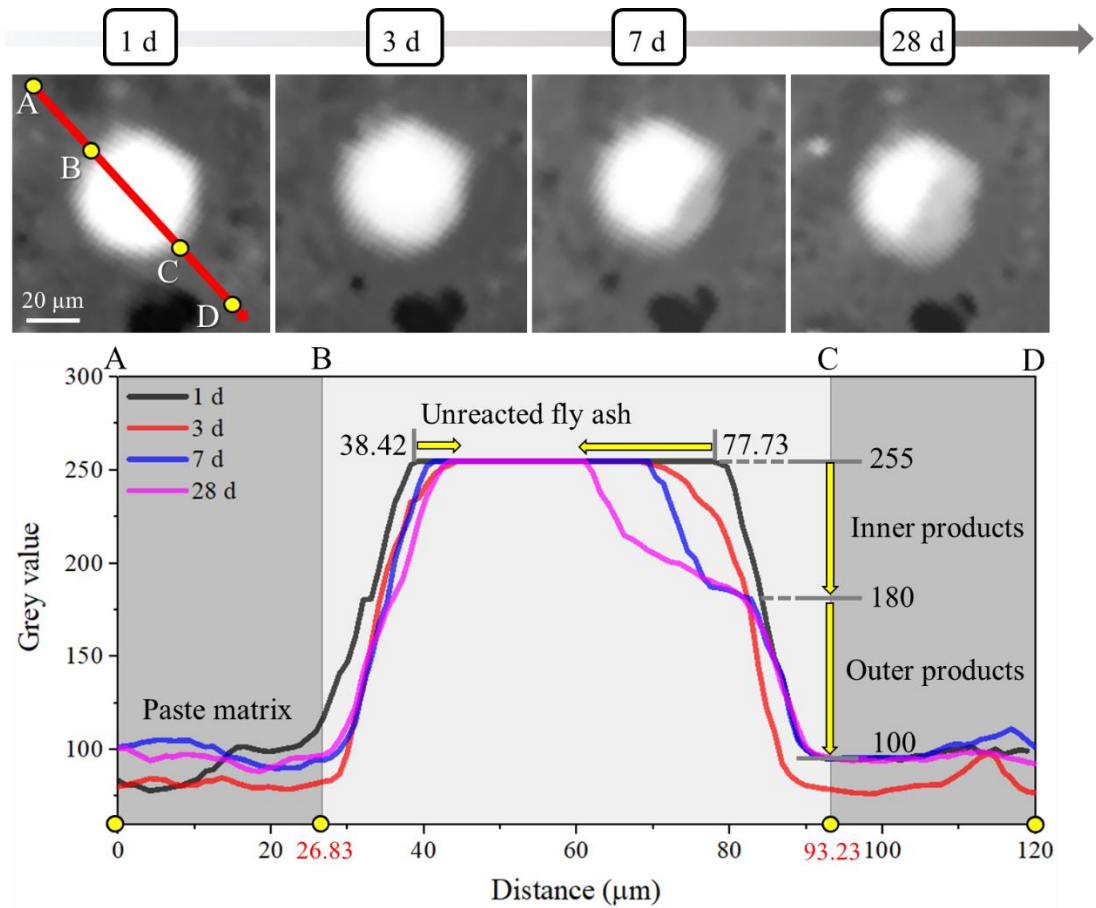 1 d 3 d 7 d 28 d
A
B
C
D
20 µm
A B C D
300
250
200
150
100
Grey value
1 d
3 d
7 d
28 d
Unreacted fly ash
38.42
77.73
255
Inner products
180
Outer products
100
Paste matrix
0 20 26.83 40 60 80 93.23 100 120
Distance (µm)